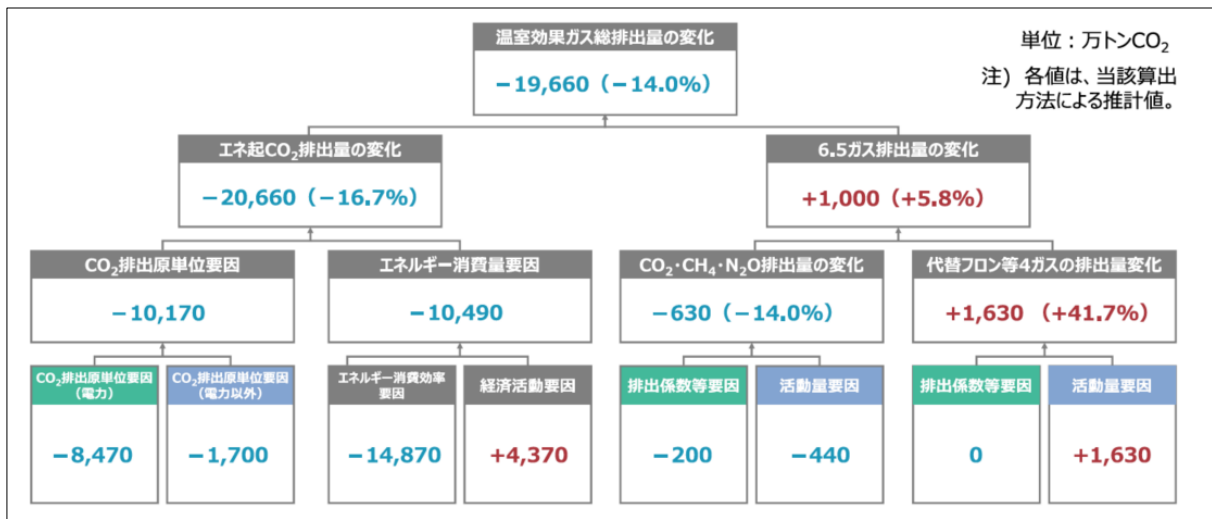 温室効果ガス総排出量の変化
−19,660（−14.0%）
単位：万トンCO₂
注）各値は、当該算出
方法による推計値。
エネ起CO₂排出量の変化
−20,660（−16.7%）
6.5ガス排出量の変化
+1,000（+5.8%）
CO₂排出原単位要因
−10,170
エネルギー消費量要因
−10,490
CO₂・CH₄・N₂O排出量の変化
−630（−14.0%）
代替フロン等4ガスの排出量変化
+1,630（+41.7%）
CO₂排出原単位要因
（電力）
−8,470
CO₂排出原単位要因
（電力以外）
−1,700
エネルギー消費効率
要因
−14,870
経済活動要因
+4,370
排出係数等要因
−200
活動量要因
−440
排出係数等要因
0
活動量要因
+1,630